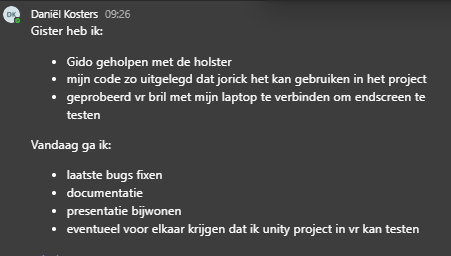 DK Daniël Kosters 09:26
Gister heb ik:
• Gido geholpen met de holster
• mijn code zo uitgelegd dat jorick het kan gebruiken in het project
• geprobeerd vr bril met mijn laptop te verbinden om endscreen te
testen
Vandaag ga ik:
• laatste bugs fixen
• documentatie
• presentatie bijwonen
• eventueel voor elkaar krijgen dat ik unity project in vr kan testen